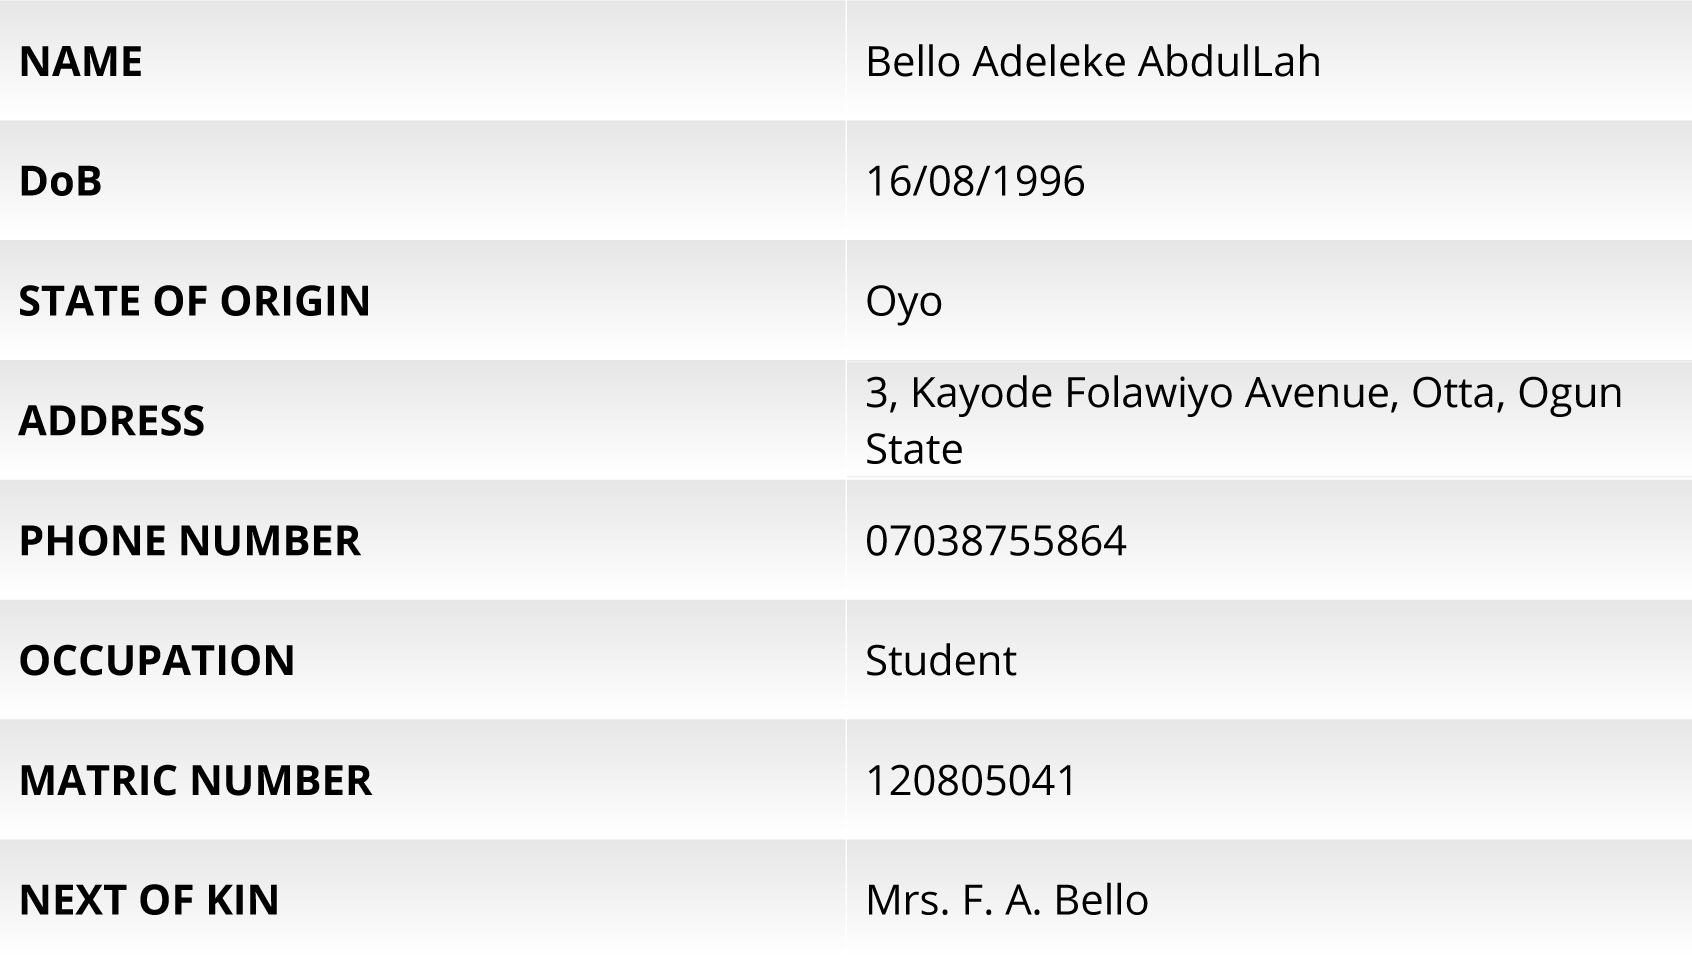 NAME Bello Adeleke AbdulLah
DoB 16/08/1996
STATE OF ORIGIN Oyo
ADDRESS 3, Kayode Folawiyo Avenue, Otta, Ogun
State
PHONE NUMBER 07038755864
OCCUPATION Student
MATRIC NUMBER 120805041
NEXT OF KIN Mrs. F. A. Bello